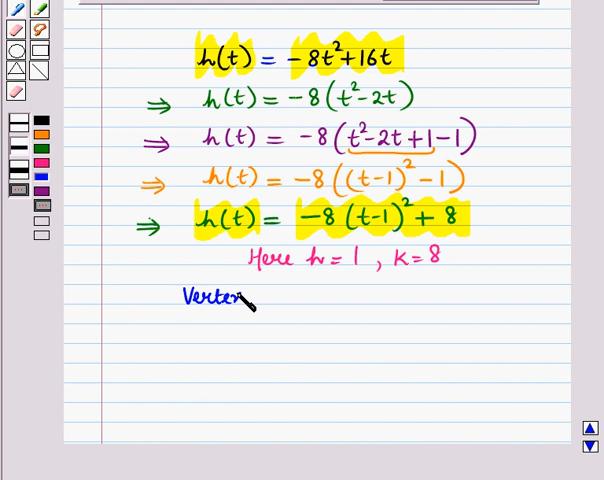 h(t) = -8t²+16t
⇒ h(t) = -8(t²-2t)
⇒ h(t) = -8(t²-2t+1-1)
⇒ h(t) = -8((t-1)²-1)
⇒ h(t) = -8(t-1)²+8
Here h=1, K=8
Vertex